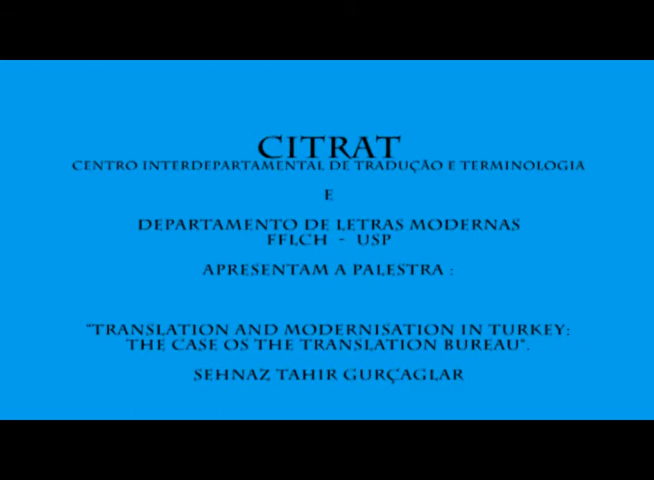 CITRAT
CENTRO INTERDEPARTAMENTAL DE TRADUÇÃO E TERMINOLOGIA
E
DEPARTAMENTO DE LETRAS MODERNAS
FFLCH - USP
APRESENTAM A PALESTRA :
"TRANSLATION AND MODERNISATION IN TURKEY:
THE CASE OS THE TRANSLATION BUREAU".
SEHNAZ TAHIR GURÇAGLAR